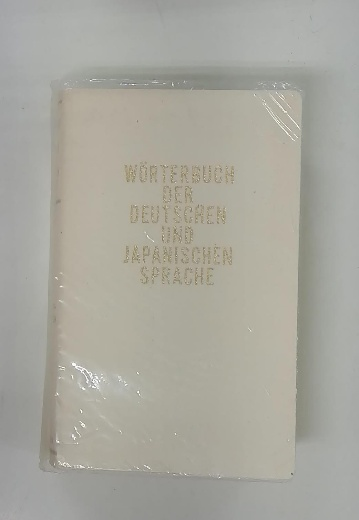 WÖRTERBUCH
DER
DEUTSCHEN
UND
JAPANISCHEN
SPRACHE